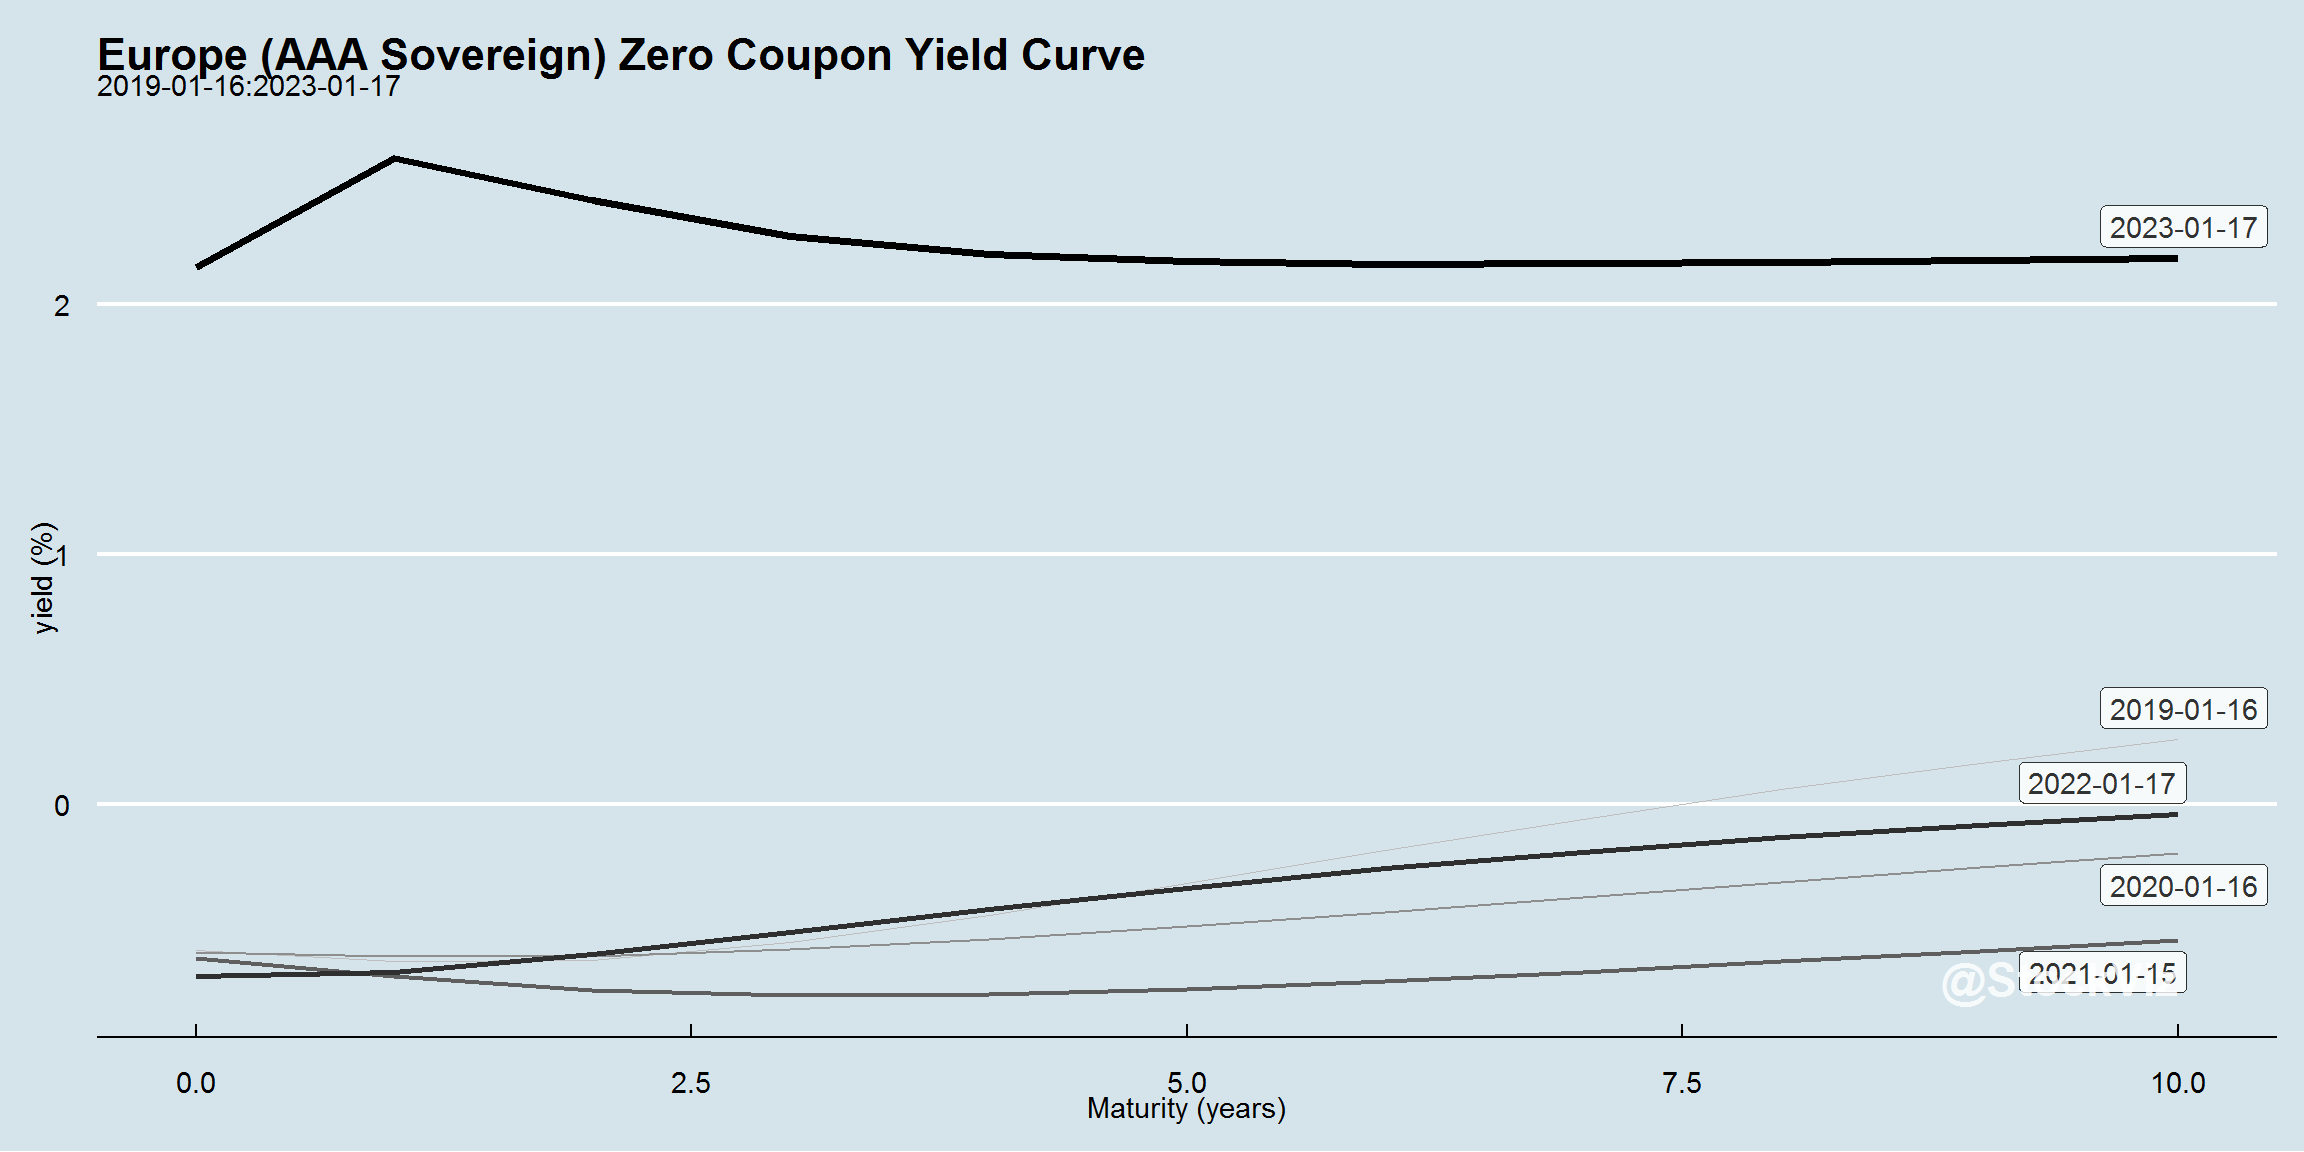 Europe (AAA Sovereign) Zero Coupon Yield Curve
2019-01-16:2023-01-17
2023-01-17
2
yield (%)
1
2019-01-16
2022-01-17
0
2020-01-16
2021-01-15
0.0 2.5 5.0 7.5 10.0
Maturity (years)